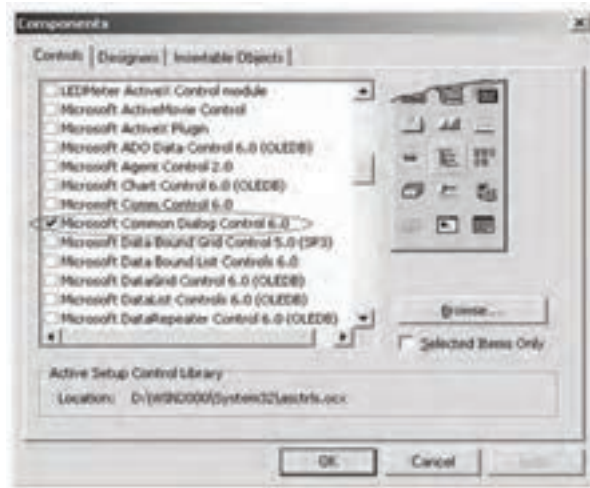 Components
Controls
Designers
Insertable Objects
LEDMeter ActiveX Control module
Microsoft ActiveMovie Control
Microsoft ActiveX Plugin
Microsoft ADO Data Control 6.0 (OLEDB)
Microsoft Agent Control 2.0
Microsoft Chart Control 6.0 (OLEDB)
Microsoft Comm Control 6.0
Microsoft Common Dialog Control 6.0
Microsoft Data Bound Grid Control 5.0 (SP3)
Microsoft Data Bound List Controls 6.0
Microsoft DataGrid Control 6.0 (OLEDB)
Microsoft DataList Controls 6.0 (OLEDB)
Microsoft DataRepeater Control 6.0 (OLEDB)
Browse...
Selected Items Only
Active Setup Control Library
Location: D:\WIN2000\System32\asctrls.ocx
OK
Cancel